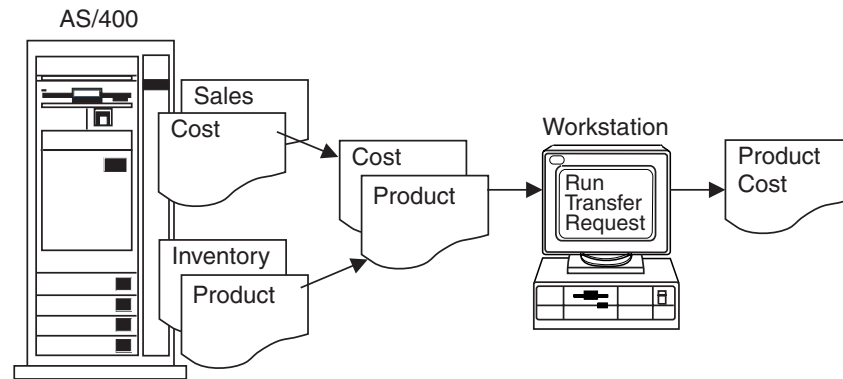 AS/400
Sales
Cost
Inventory
Product
Cost
Product
Workstation
Run
Transfer
Request
Product
Cost